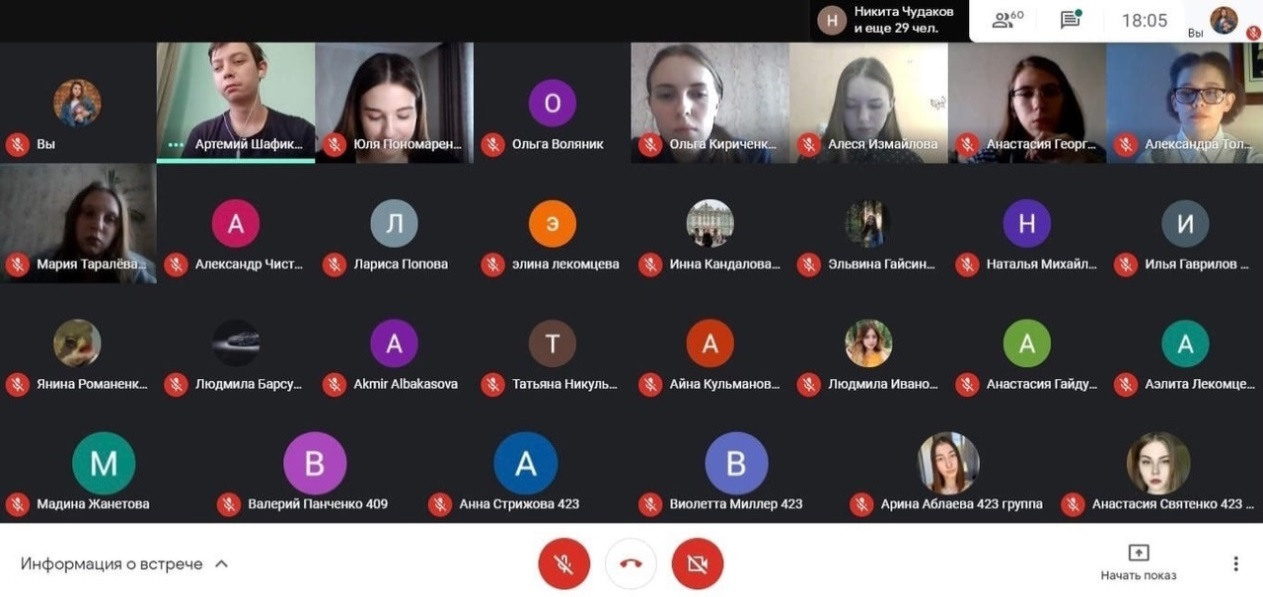 Н
Никита Чудаков
и еще 29 чел.
60
18:05
Вы
Вы
Артемий Шафик...
Юля Пономарен...
О
Ольга Воляник
Ольга Кириченк...
Алеся Измайлова
Анастасия Георг...
Александра Тол...
Мария Таралёва...
А
Александр Чист...
Л
Лариса Попова
э
элина лекомцева
Инна Кандалова...
Эльвина Гайсин...
Н
Наталья Михайл...
И
Илья Гаврилов ...
Янина Романенк...
Людмила Барсу...
A
Akmir Albakasova
Т
Татьяна Никуль...
А
Айна Кульманов...
Людмила Ивано...
А
Анастасия Гайду...
А
Аэлита Лекомце...
М
Мадина Жанетова
В
Валерий Панченко 409
А
Анна Стрижова 423
В
Виолетта Миллер 423
Арина Аблаева 423 группа
Анастасия Святенко 423 ...
Информация о встрече
Начать показ